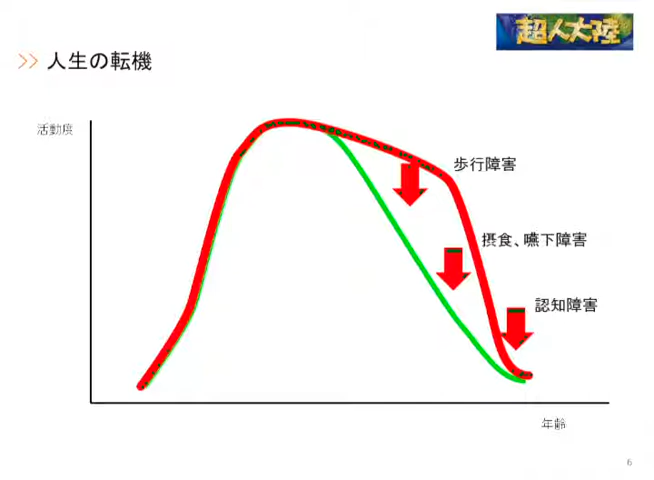 超人大陸
>> 人生の転機
活動度
歩行障害
摂食、嚥下障害
認知障害
年齢
6